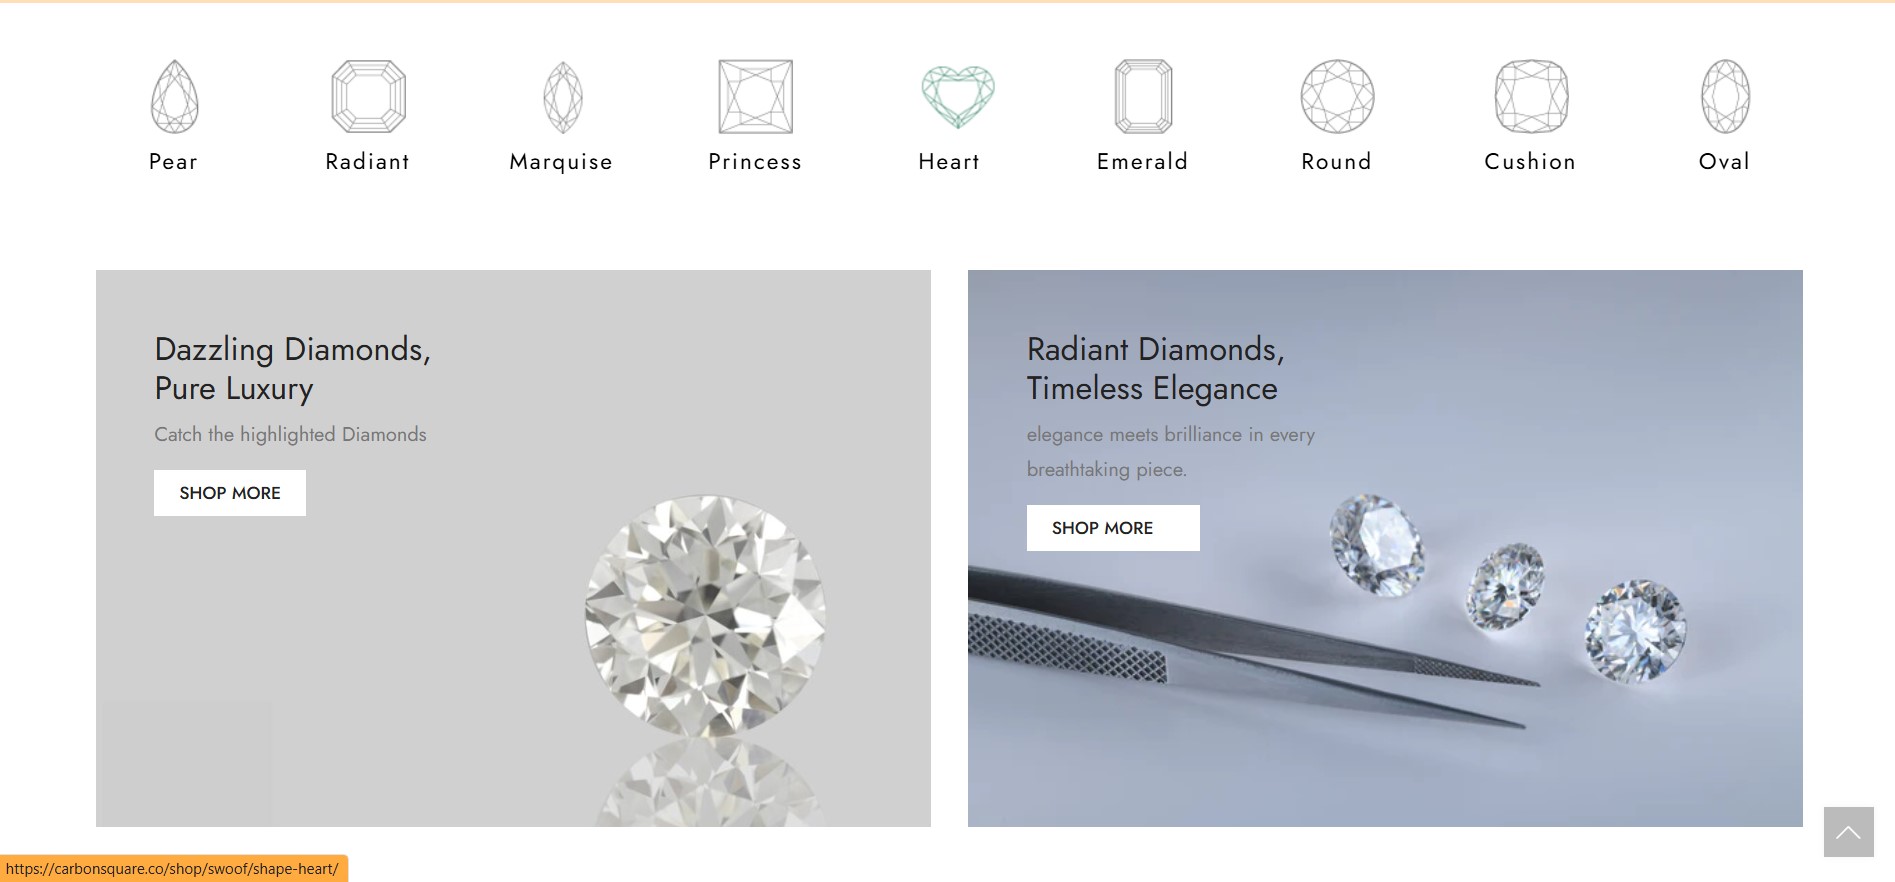 Pear
Radiant
Marquise
Princess
Heart
Emerald
Round
Cushion
Oval
Dazzling Diamonds,
Pure Luxury
Catch the highlighted Diamonds
SHOP MORE
Radiant Diamonds,
Timeless Elegance
elegance meets brilliance in every
breathtaking piece.
SHOP MORE
https://carbonsquare.co/shop/swoof/shape-heart/